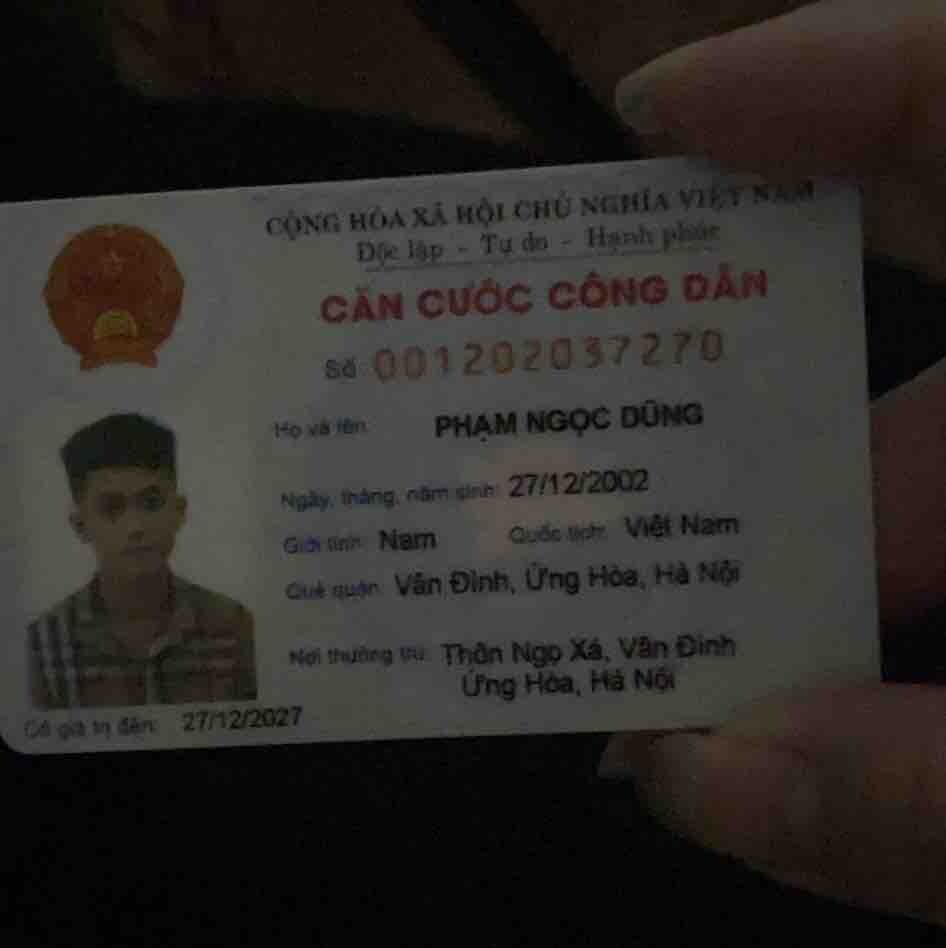 CỘNG HÒA XÃ HỘI CHỦ NGHĨA VIỆT NAM
Độc lập - Tự do - Hạnh phúc
CĂN CƯỚC CÔNG DÂN
Số 001202037270
Họ và tên: PHẠM NGỌC DŨNG
Ngày, tháng, năm sinh: 27/12/2002
Giới tính: Nam Quốc tịch: Việt Nam
Quê quán: Vân Đình, Ứng Hòa, Hà Nội
Nơi thường trú: Thôn Ngọ Xá, Vân Đình
Ứng Hòa, Hà Nội
Có giá trị đến: 27/12/2027